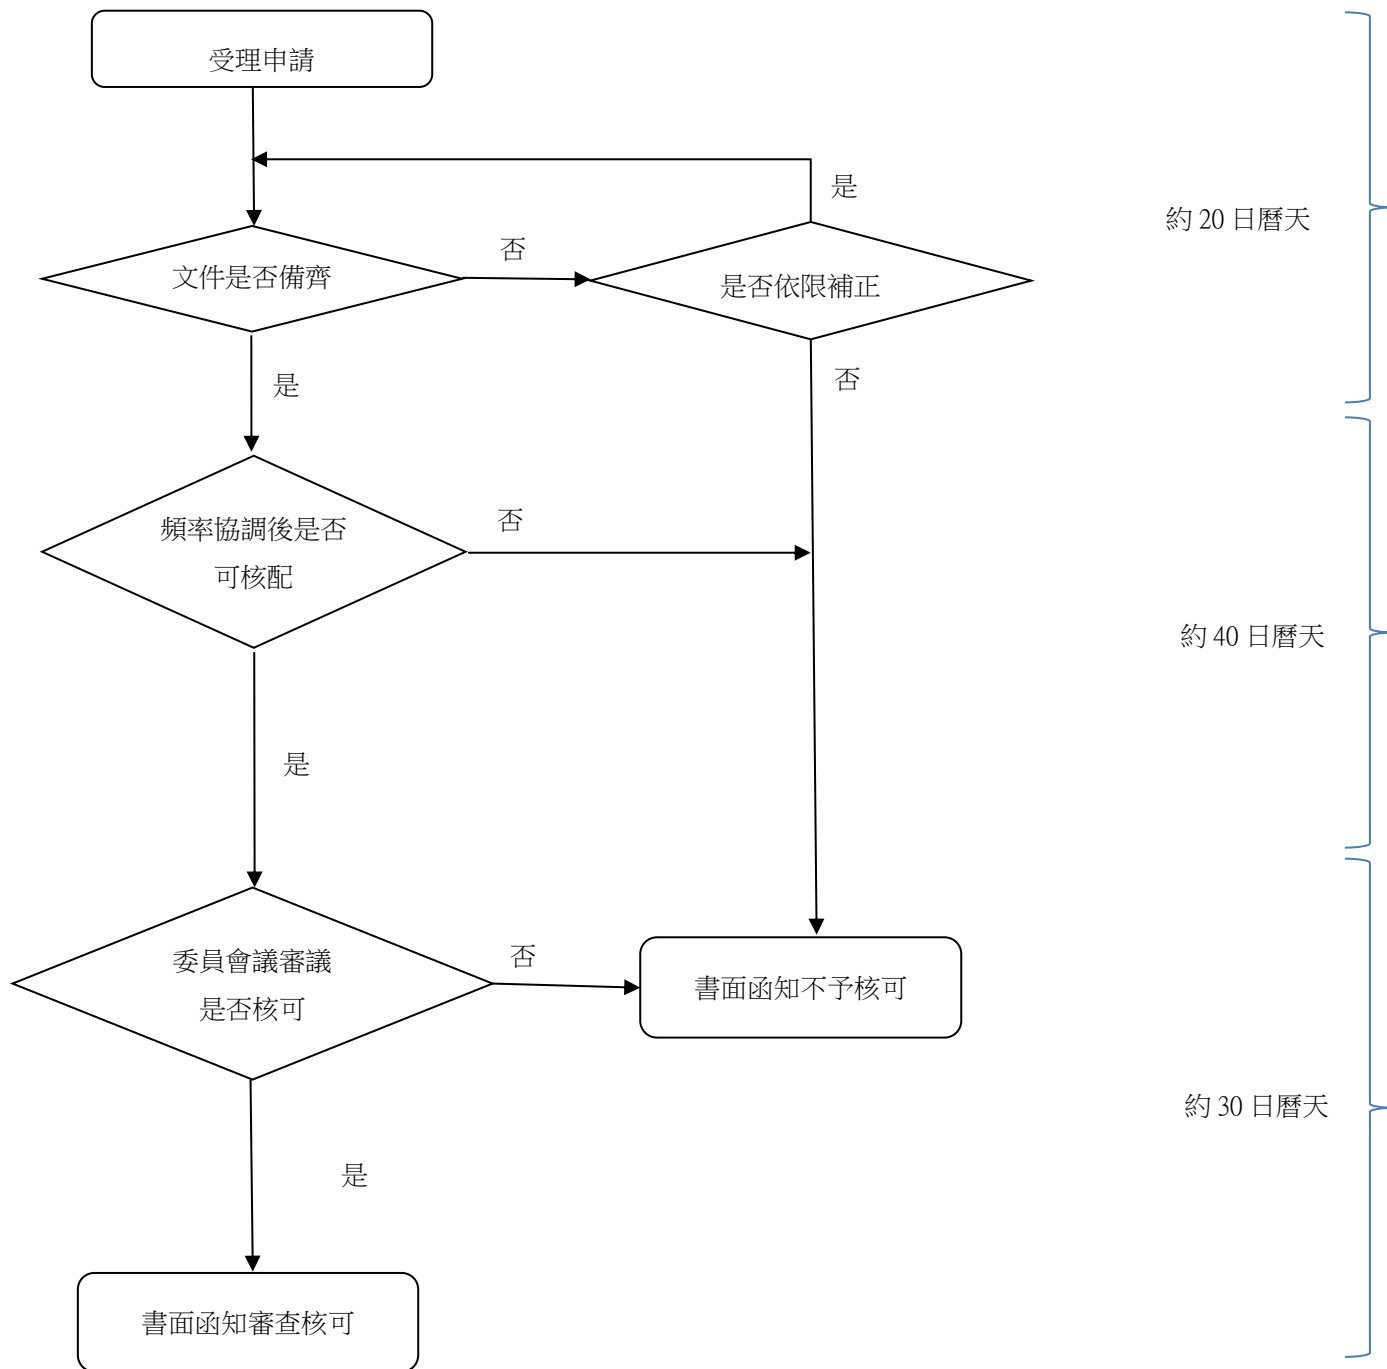 受理申請
是
約 20 日曆天
否
文件是否備齊
是否依限補正
是
否
頻率協調後是否
可核配
否
約 40 日曆天
是
委員會議審議
是否核可
否
書面函知不予核可
約 30 日曆天
是
書面函知審查核可